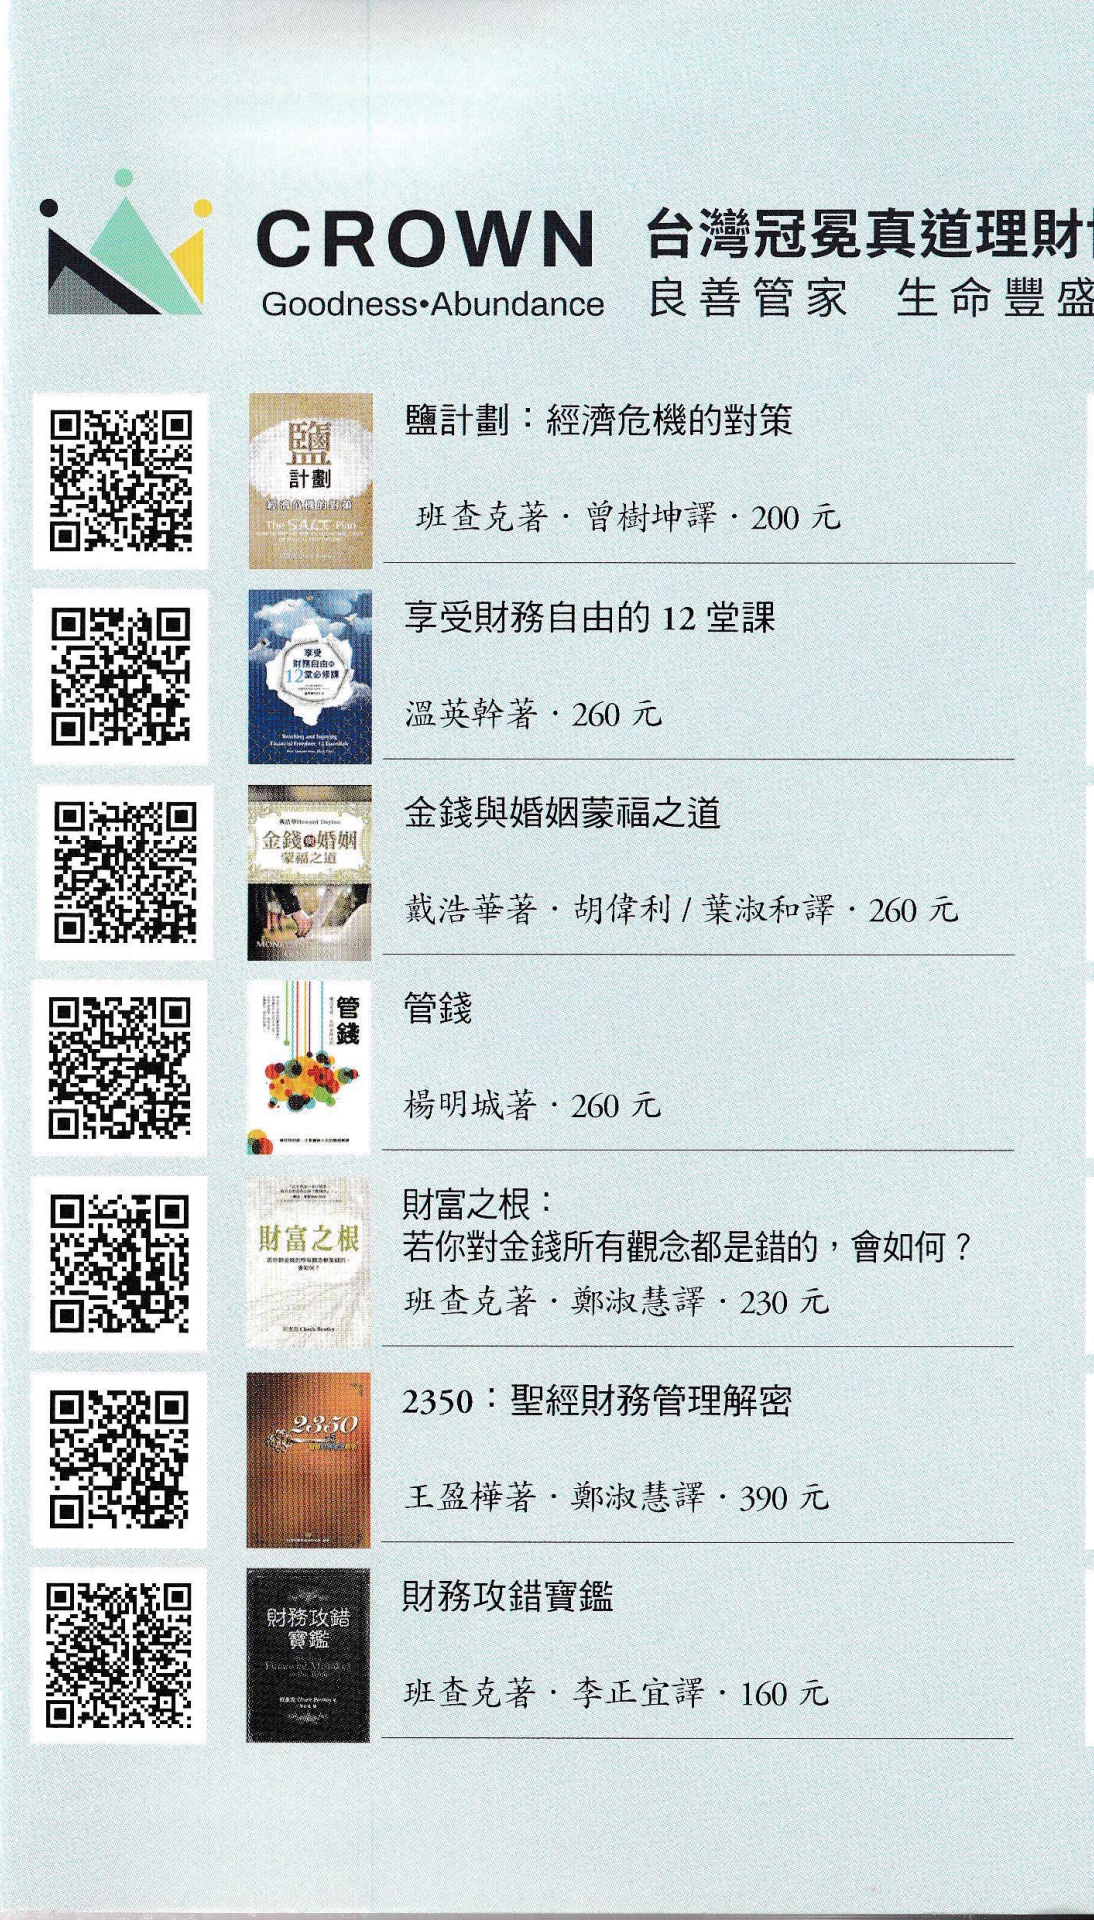 CROWN 台灣冠冕真道理財
Goodness•Abundance 良善管家 生命豐盛
鹽
計劃
經濟危機的對策
The SALT Plan
鹽計劃：經濟危機的對策
班查克著·曾樹坤譯·200 元
享受
財務自由の
12堂必修課
享受財務自由的 12 堂課
溫英幹著·260 元
金錢與婚姻
蒙福之道
金錢與婚姻蒙福之道
戴浩華著·胡偉利 / 葉淑和譯·260 元
管錢
管錢
楊明城著·260 元
財富之根
財富之根：
若你對金錢所有觀念都是錯的，會如何？
班查克著·鄭淑慧譯·230 元
2350
2350：聖經財務管理解密
王盈樺著·鄭淑慧譯·390 元
財務攻錯
寶鑑
財務攻錯寶鑑
班查克著·李正宜譯·160 元